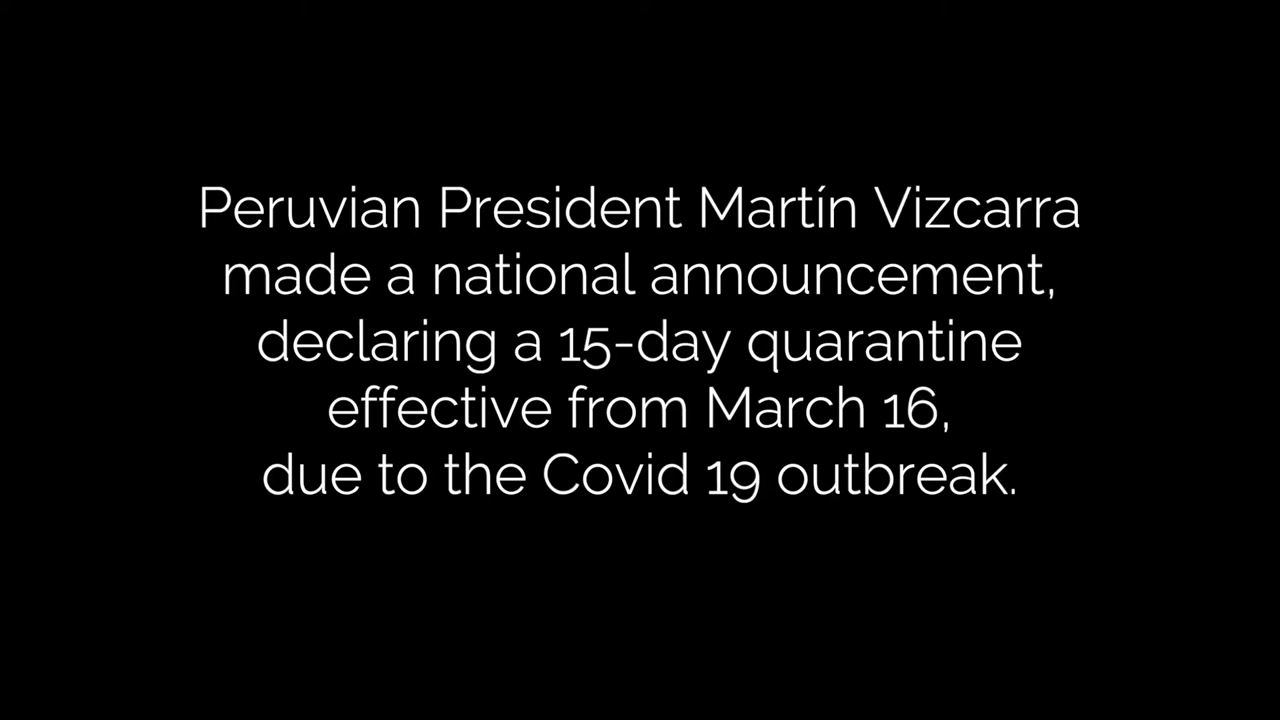 Peruvian President Martín Vizcarra
made a national announcement,
declaring a 15-day quarantine
effective from March 16,
due to the Covid 19 outbreak.